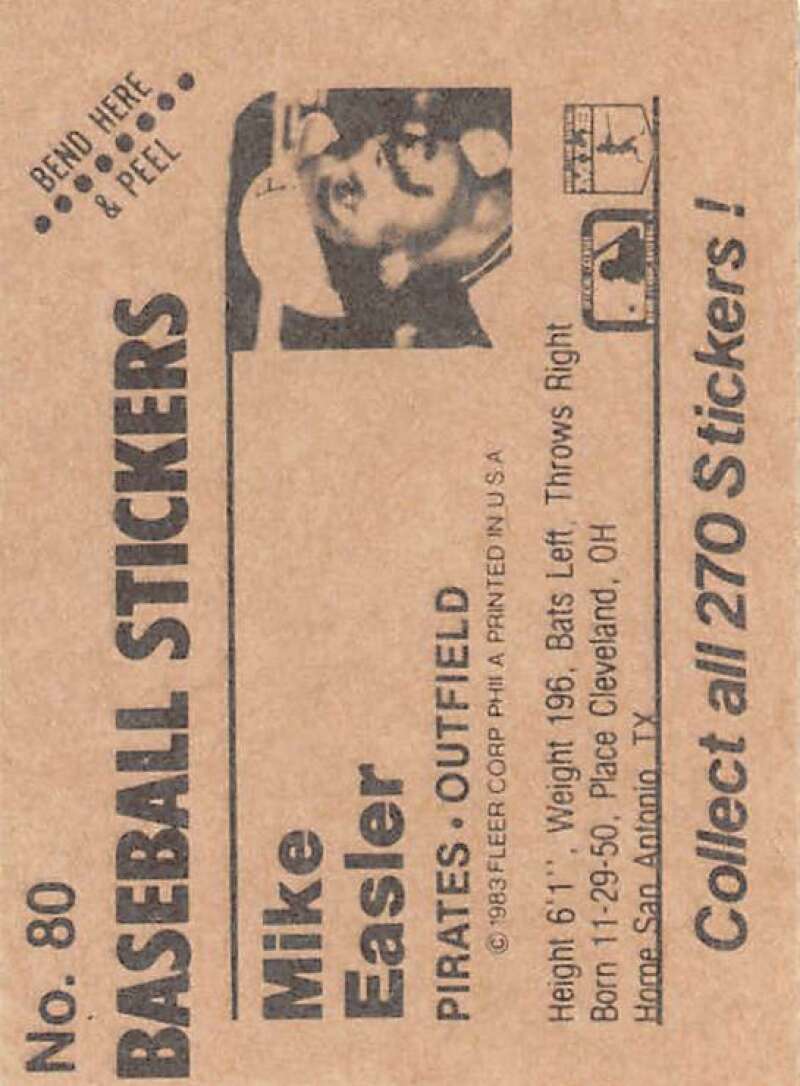 No. 80
BEND HERE
& PEEL
BASEBALL STICKERS
Mike
Easler
PIRATES • OUTFIELD
© 1983 FLEER CORP PHILA PRINTED IN U S A
Height 6'1", Weight 196, Bats Left, Throws Right
Born 11-29-50, Place Cleveland, OH
Home San Antonio, TX
Collect all 270 Stickers!